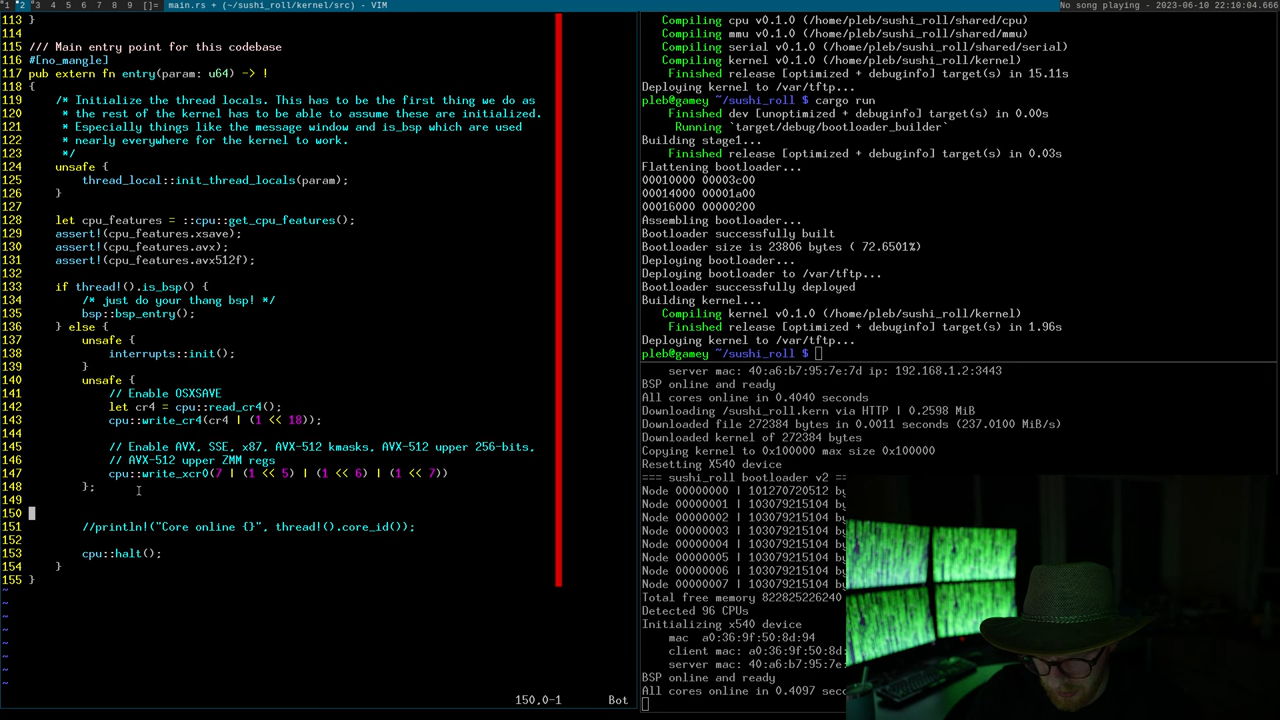 1 2 3 4 5 6 7 8 9 []= main.rs + (~/sushi_roll/kernel/src) - VIM
No song playing - 2023-06-10 22:10:04.666
113 }
114
115 /// Main entry point for this codebase
116 #[no_mangle]
117 pub extern fn entry(param: u64) -> !
118 {
119 /* Initialize the thread locals. This has to be the first thing we do as
120 * the rest of the kernel has to be able to assume these are initialized.
121 * Especially things like the message window and is_bsp which are used
122 * nearly everywhere for the kernel to work.
123 */
124 unsafe {
125 thread_local::init_thread_locals(param);
126 }
127
128 let cpu_features = ::cpu::get_cpu_features();
129 assert!(cpu_features.xsave);
130 assert!(cpu_features.avx);
131 assert!(cpu_features.avx512f);
132
133 if thread!().is_bsp() {
134 /* just do your thang bsp! */
135 bsp::bsp_entry();
136 } else {
137 unsafe {
138 interrupts::init();
139 }
140 unsafe {
141 // Enable OSXSAVE
142 let cr4 = cpu::read_cr4();
143 cpu::write_cr4(cr4 | (1 << 18));
144
145 // Enable AVX, SSE, x87, AVX-512 kmasks, AVX-512 upper 256-bits,
146 // AVX-512 upper ZMM regs
147 cpu::write_xcr0(7 | (1 << 5) | (1 << 6) | (1 << 7))
148 };
149
150
151 //println!("Core online {}", thread!().core_id());
152
153 cpu::halt();
154 }
155 }
~
~
~
~
~
~
~
~
150,0-1 Bot
Compiling cpu v0.1.0 (/home/pleb/sushi_roll/shared/cpu)
Compiling mmu v0.1.0 (/home/pleb/sushi_roll/shared/mmu)
Compiling serial v0.1.0 (/home/pleb/sushi_roll/shared/serial)
Compiling kernel v0.1.0 (/home/pleb/sushi_roll/kernel)
Finished release [optimized + debuginfo] target(s) in 15.11s
Deploying kernel to /var/tftp...
pleb@gamey ~/sushi_roll $ cargo run
Finished dev [unoptimized + debuginfo] target(s) in 0.00s
Running `target/debug/bootloader_builder`
Building stage1...
Finished release [optimized + debuginfo] target(s) in 0.03s
Flattening bootloader...
00010000 00003c00
00014000 00001a00
00016000 00000200
Assembling bootloader...
Bootloader successfully built
Bootloader size is 23806 bytes ( 72.6501%)
Deploying bootloader...
Deploying bootloader to /var/tftp...
Bootloader successfully deployed
Building kernel...
Compiling kernel v0.1.0 (/home/pleb/sushi_roll/kernel)
Finished release [optimized + debuginfo] target(s) in 1.96s
Deploying kernel to /var/tftp...
pleb@gamey ~/sushi_roll $
server mac: 40:a6:b7:95:7e:7d ip: 192.168.1.2:3443
BSP online and ready
All cores online in 0.4040 seconds
Downloading /sushi_roll.kern via HTTP | 0.2598 MiB
Downloaded file 272384 bytes in 0.0011 seconds (237.0100 MiB/s)
Downloaded kernel of 272384 bytes
Copying kernel to 0x100000 max size 0x100000
Resetting X540 device
=== sushi_roll bootloader v2 ==
Node 00000000 | 101270720512 by
Node 00000001 | 103079215104 by
Node 00000002 | 103079215104 by
Node 00000003 | 103079215104 by
Node 00000004 | 103079215104 by
Node 00000005 | 103079215104 by
Node 00000006 | 103079215104 by
Node 00000007 | 103079215104 by
Total free memory 822825226240
Detected 96 CPUs
Initializing x540 device
mac a0:36:9f:50:8d:94
client mac: a0:36:9f:50:8d:
server mac: 40:a6:b7:95:7e:
BSP online and ready
All cores online in 0.4097 seco